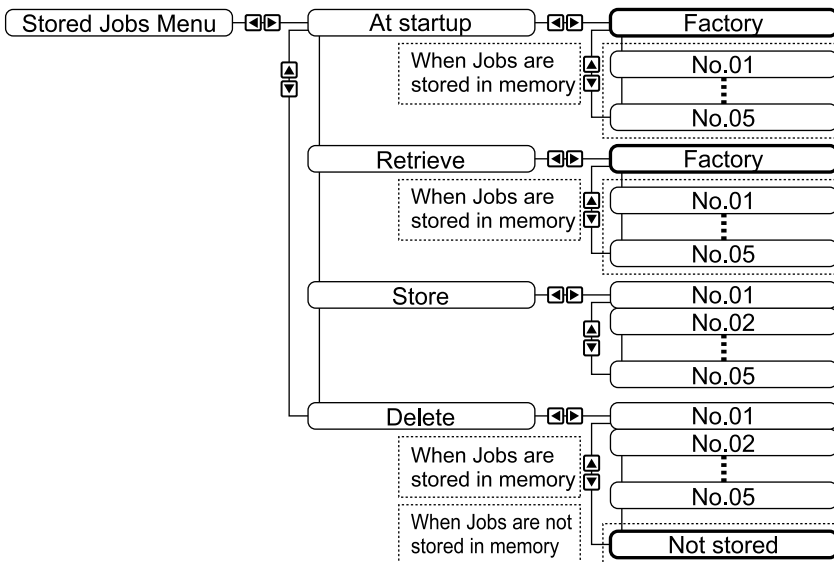 Stored Jobs Menu
At startup
Factory
When Jobs are
stored in memory
No.01
No.05
Retrieve
Factory
When Jobs are
stored in memory
No.01
No.05
Store
No.01
No.02
No.05
Delete
No.01
No.02
When Jobs are
stored in memory
No.05
When Jobs are not
stored in memory
Not stored